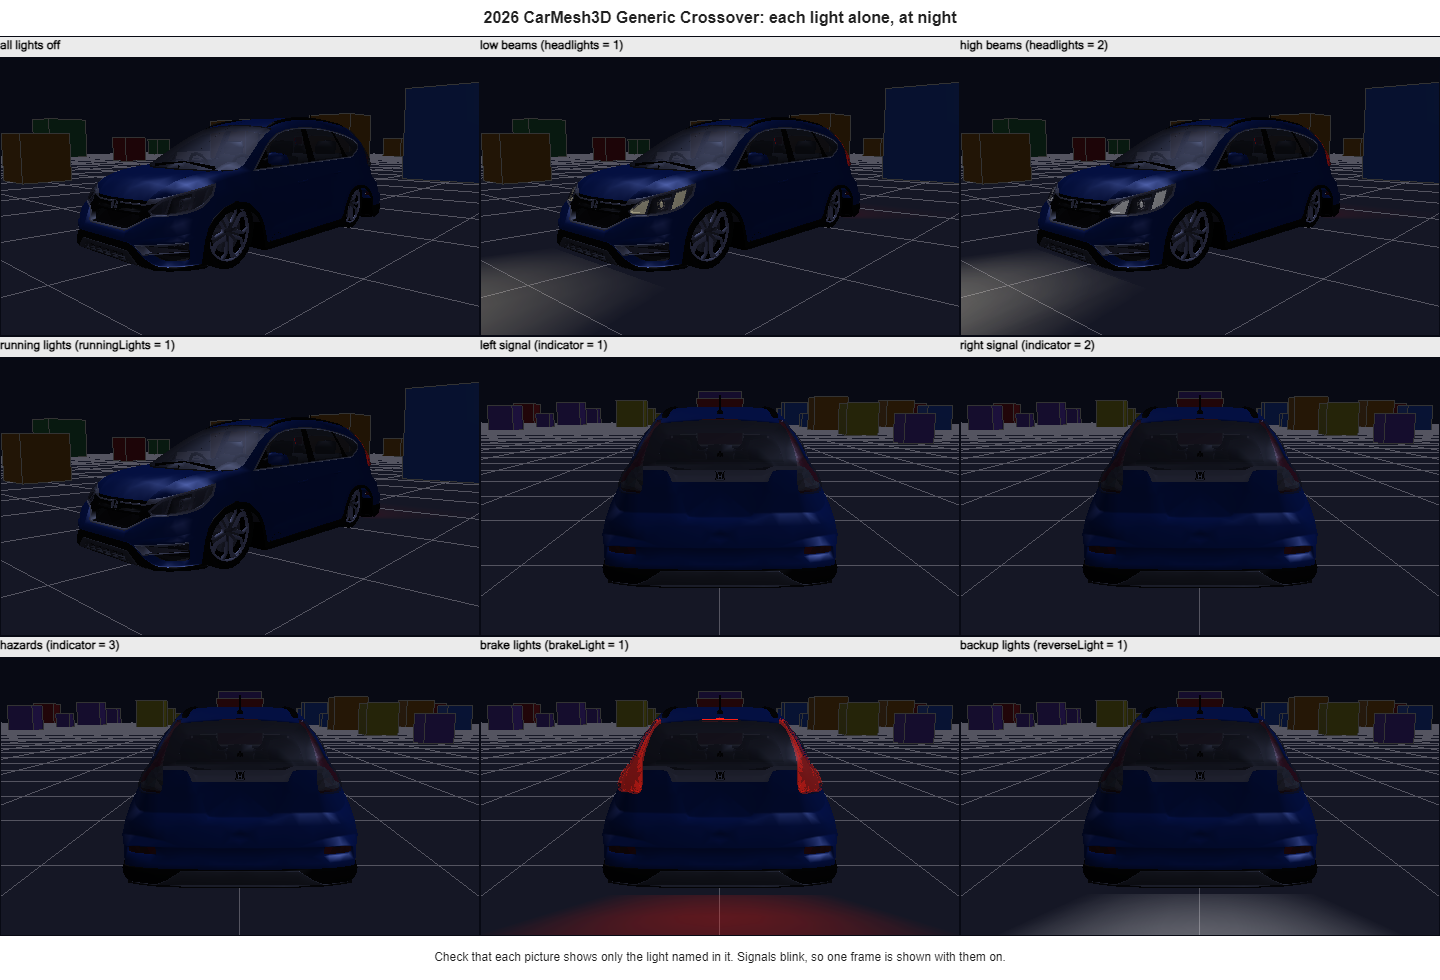 2026 CarMesh3D Generic Crossover: each light alone, at night
all lights off
low beams (headlights = 1)
high beams (headlights = 2)
running lights (runningLights = 1)
left signal (indicator = 1)
right signal (indicator = 2)
hazards (indicator = 3)
brake lights (brakeLight = 1)
backup lights (reverseLight = 1)
Check that each picture shows only the light named in it. Signals blink, so one frame is shown with them on.